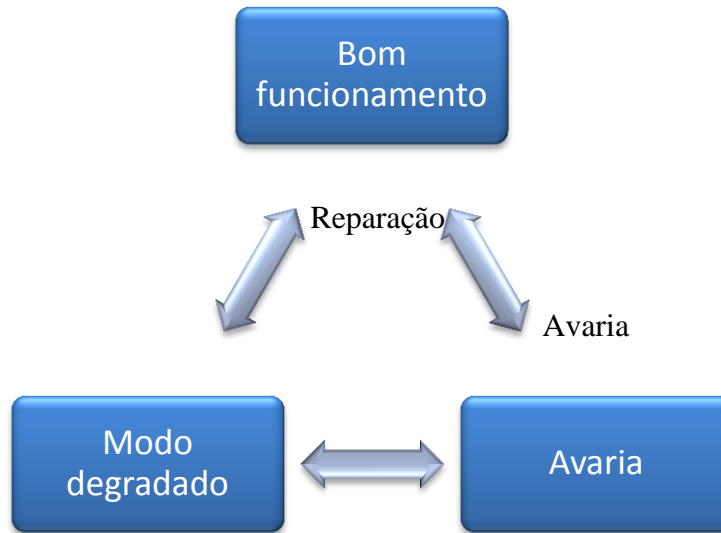 Bom
funcionamento
Reparação
Avaria
Modo
degradado
Avaria